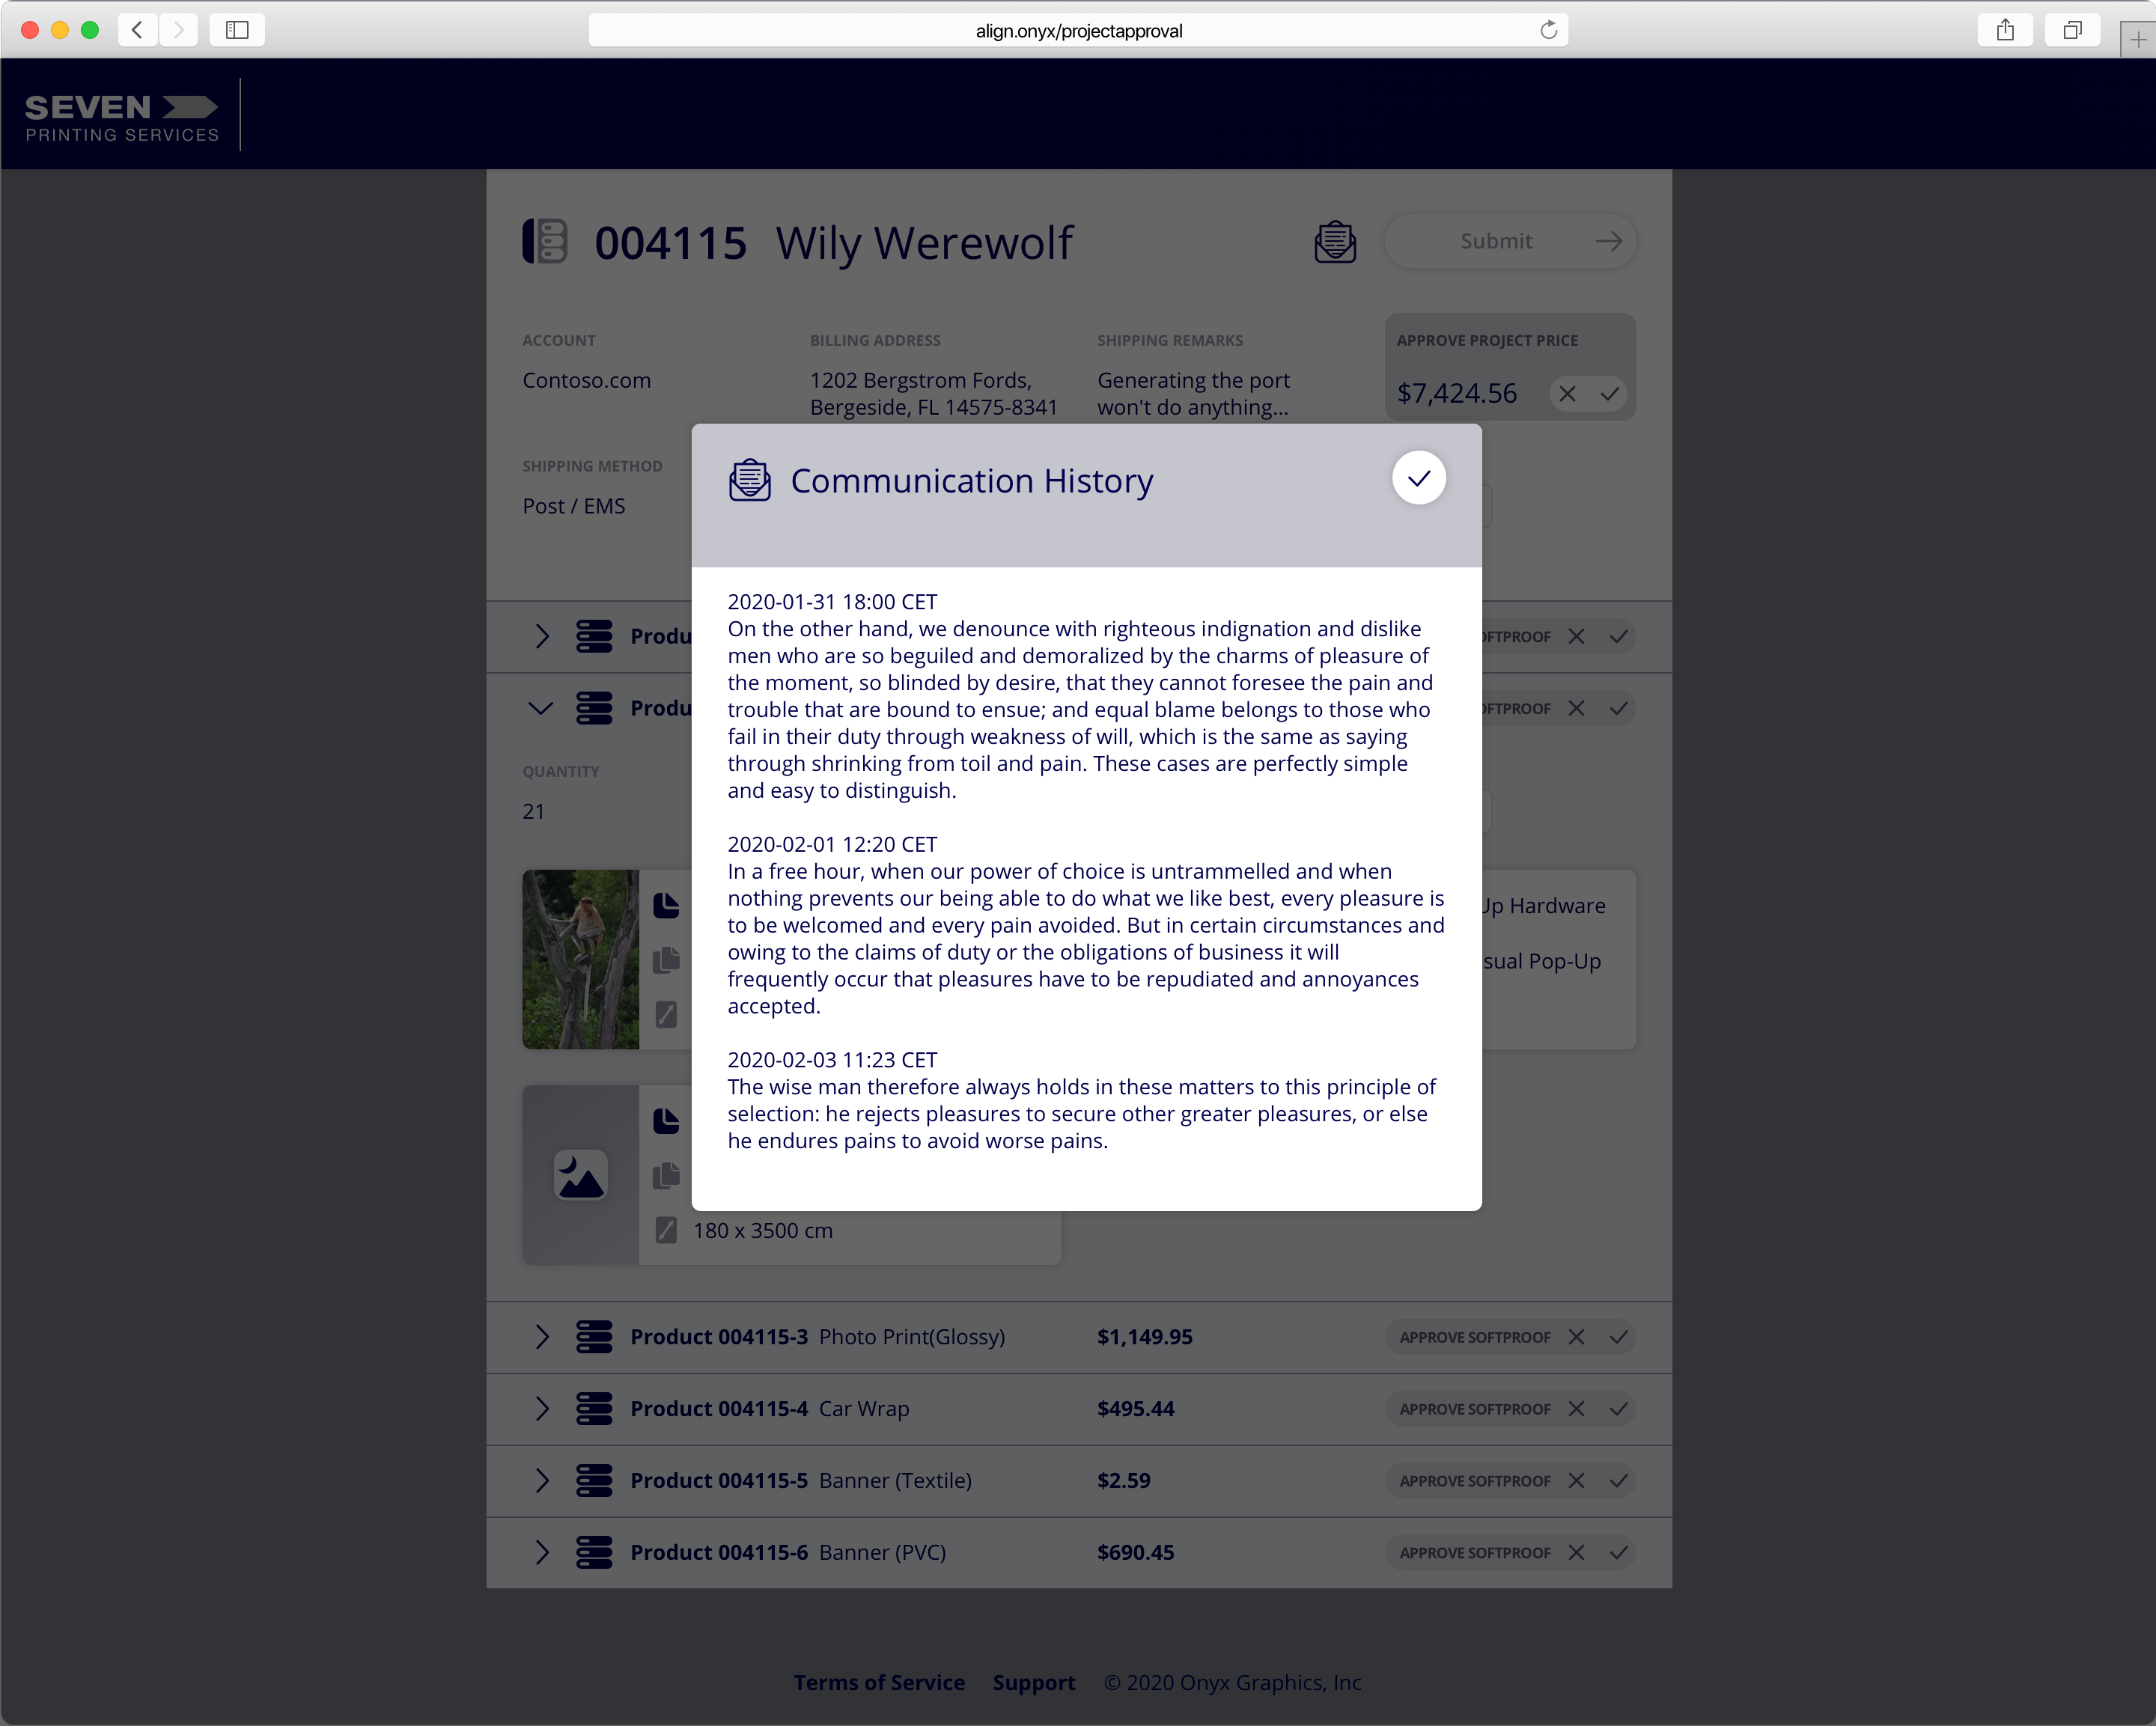 align.onyx/projectapproval
SEVEN
PRINTING SERVICES
004115 Wily Werewolf
Submit
ACCOUNT
BILLING ADDRESS
SHIPPING REMARKS
APPROVE PROJECT PRICE
Contoso.com
1202 Bergstrom Fords,
Bergeside, FL 14575-8341
Generating the port
won't do anything...
$7,424.56
SHIPPING METHOD
Post / EMS
Communication History
2020-01-31 18:00 CET
On the other hand, we denounce with righteous indignation and dislike
men who are so beguiled and demoralized by the charms of pleasure of
the moment, so blinded by desire, that they cannot foresee the pain and
trouble that are bound to ensue; and equal blame belongs to those who
fail in their duty through weakness of will, which is the same as saying
through shrinking from toil and pain. These cases are perfectly simple
and easy to distinguish.
2020-02-01 12:20 CET
In a free hour, when our power of choice is untrammelled and when
nothing prevents our being able to do what we like best, every pleasure is
to be welcomed and every pain avoided. But in certain circumstances and
owing to the claims of duty or the obligations of business it will
frequently occur that pleasures have to be repudiated and annoyances
accepted.
2020-02-03 11:23 CET
The wise man therefore always holds in these matters to this principle of
selection: he rejects pleasures to secure other greater pleasures, or else
he endures pains to avoid worse pains.
QUANTITY
21
Hardware
Pop-Up
180 x 3500 cm
Product 004115-3 Photo Print(Glossy) $1,149.95 APPROVE SOFTPROOF
Product 004115-4 Car Wrap $495.44 APPROVE SOFTPROOF
Product 004115-5 Banner (Textile) $2.59 APPROVE SOFTPROOF
Product 004115-6 Banner (PVC) $690.45 APPROVE SOFTPROOF
Terms of Service Support © 2020 Onyx Graphics, Inc